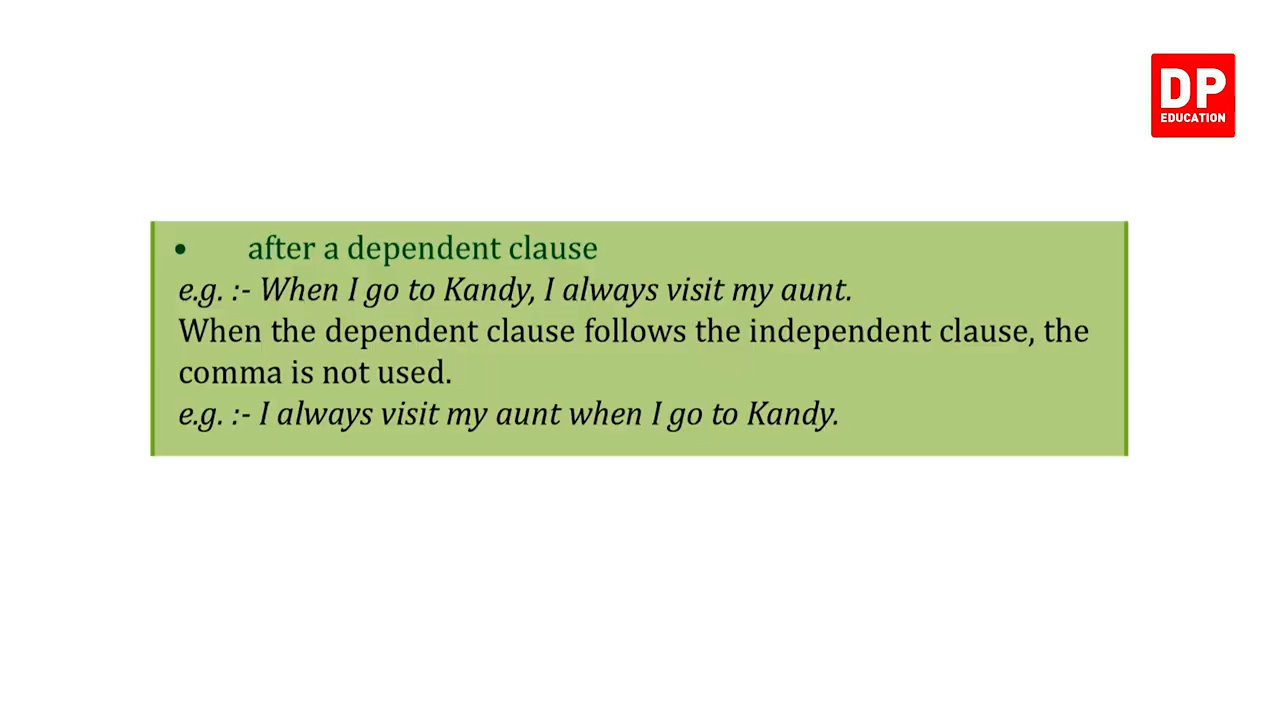 DP
EDUCATION
• after a dependent clause
e.g. :- When I go to Kandy, I always visit my aunt.
When the dependent clause follows the independent clause, the
comma is not used.
e.g. :- I always visit my aunt when I go to Kandy.